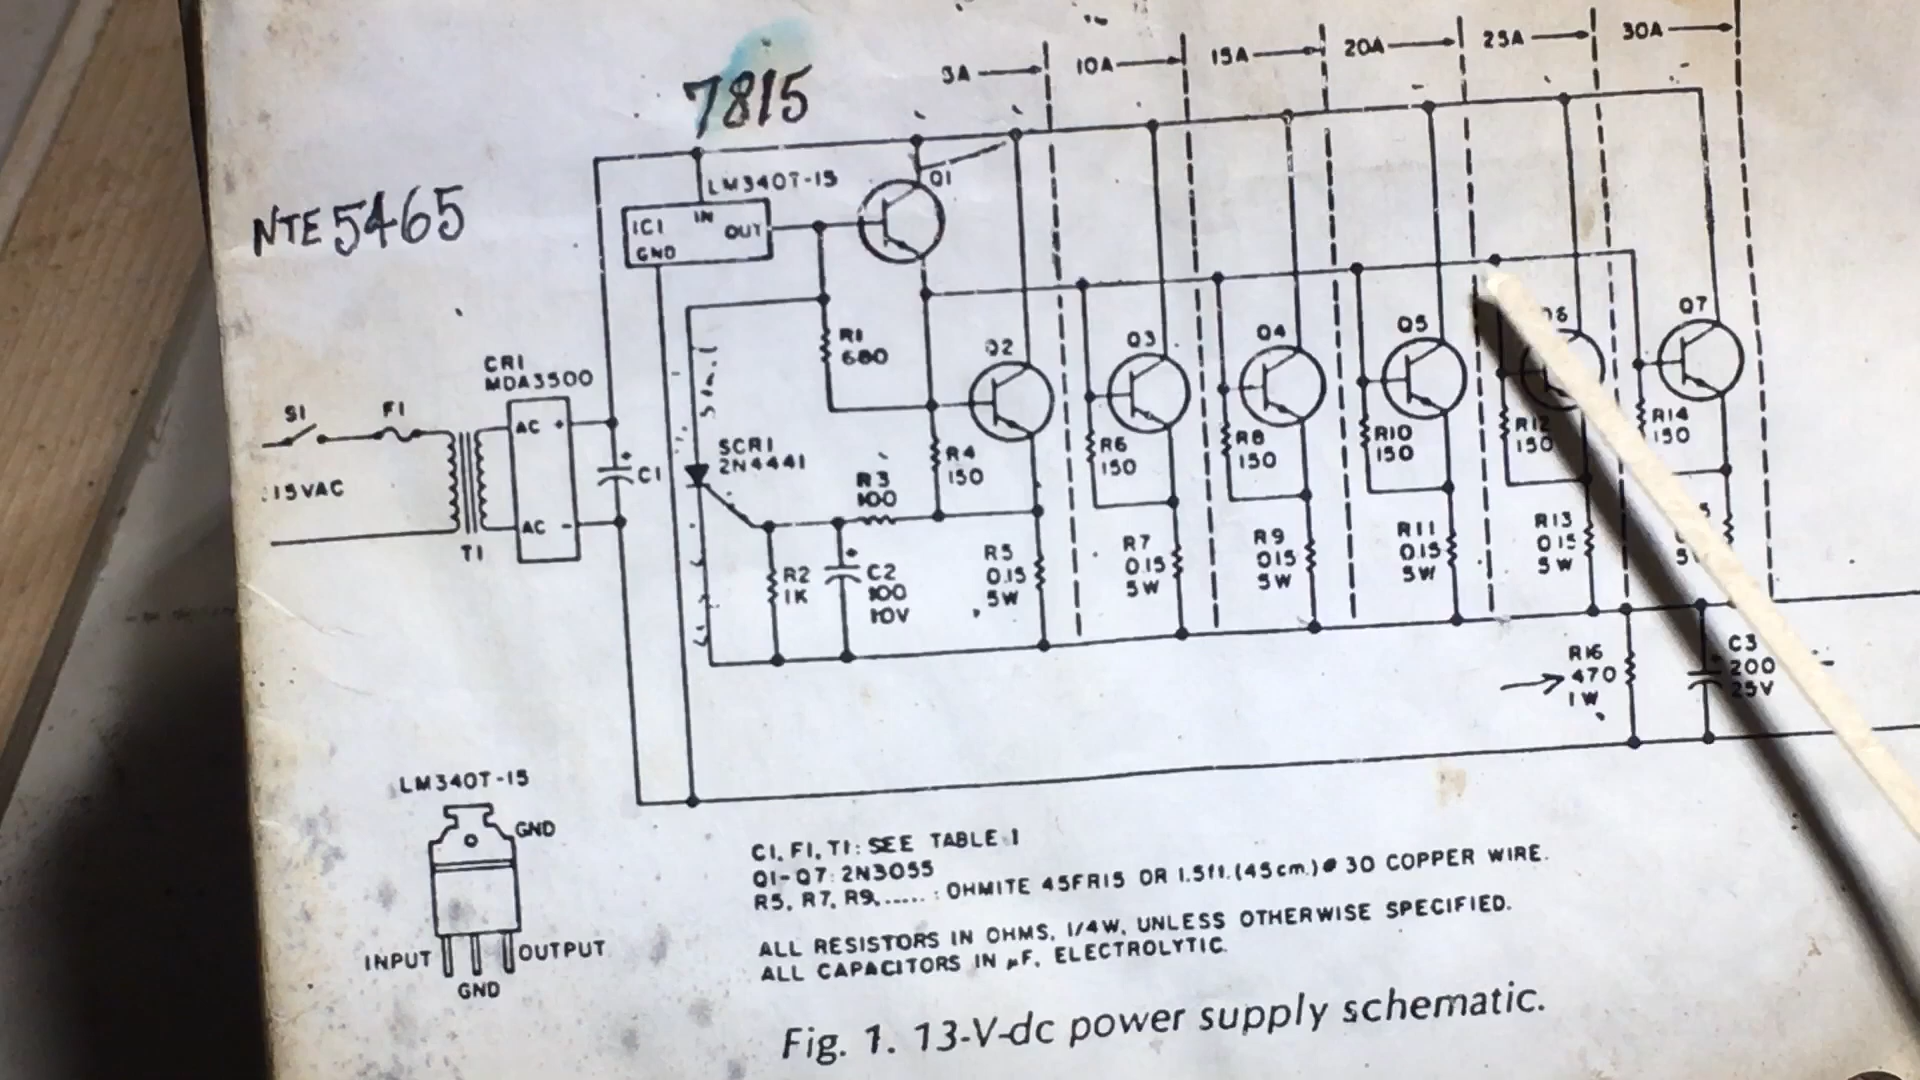 5A
10A
15A
20A
25A
30A
7815
NTE 5465
LM340T-15
IC1
IN
OUT
GND
Q1
R1
680
Q2
Q3
Q4
Q5
Q7
CR1
MDA3500
S1
F1
AC +
AC -
T1
C1
15VAC
SCR1
2N4441
R3
100
R4
150
R6
150
R8
150
R10
150
R12
150
R14
150
R2
1K
C2
100
10V
R5
0.15
5W
R7
0.15
5W
R9
015
5W
R11
0.15
5W
R13
015
5W
R16
470
1W
C3
200
25V
LM340T-15
GND
INPUT
OUTPUT
GND
C1, F1, T1: SEE TABLE 1
Q1-Q7: 2N3055
R5, R7, R9,.....: OHMITE 45FR15 OR 1.5ft.(45cm.)# 30 COPPER WIRE.
ALL RESISTORS IN OHMS, 1/4W, UNLESS OTHERWISE SPECIFIED.
ALL CAPACITORS IN µF, ELECTROLYTIC.
Fig. 1. 13-V-dc power supply schematic.